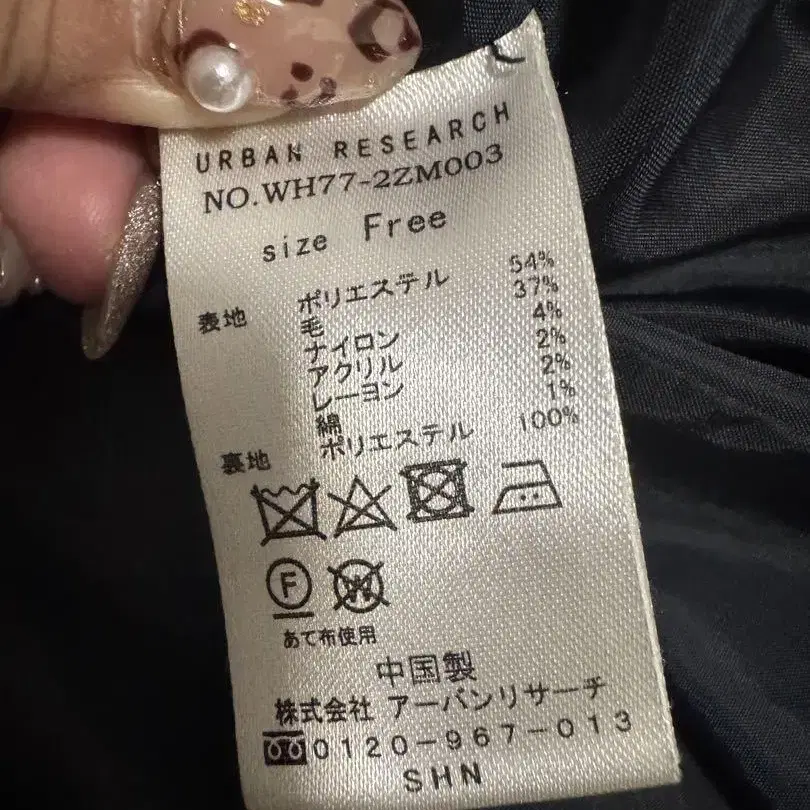 URBAN RESEARCH
NO.WH77-2ZM003
size Free
表地 ポリエステル 54%
毛 37%
ナイロン 4%
アクリル 2%
レーヨン 2%
綿 1%
裏地 ポリエステル 100%
F W
あて布使用
中国製
株式会社 アーバンリサーチ
0120-967-013
SHN